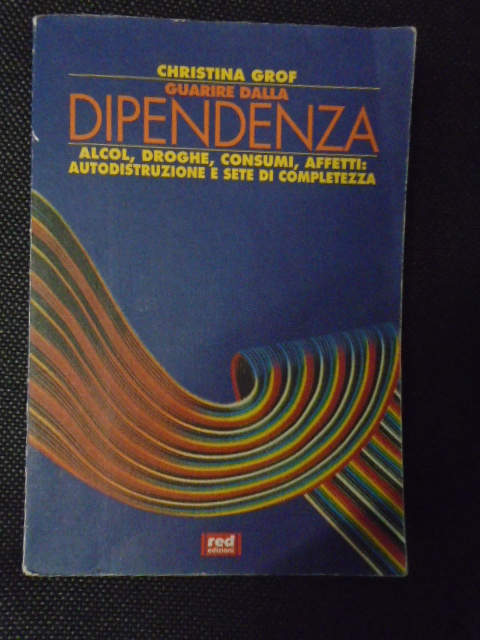 CHRISTINA GROF
GUARIRE DALLA
DIPENDENZA
ALCOL, DROGHE, CONSUMI, AFFETTI:
AUTODISTRUZIONE E SETE DI COMPLETEZZA
red
edizioni